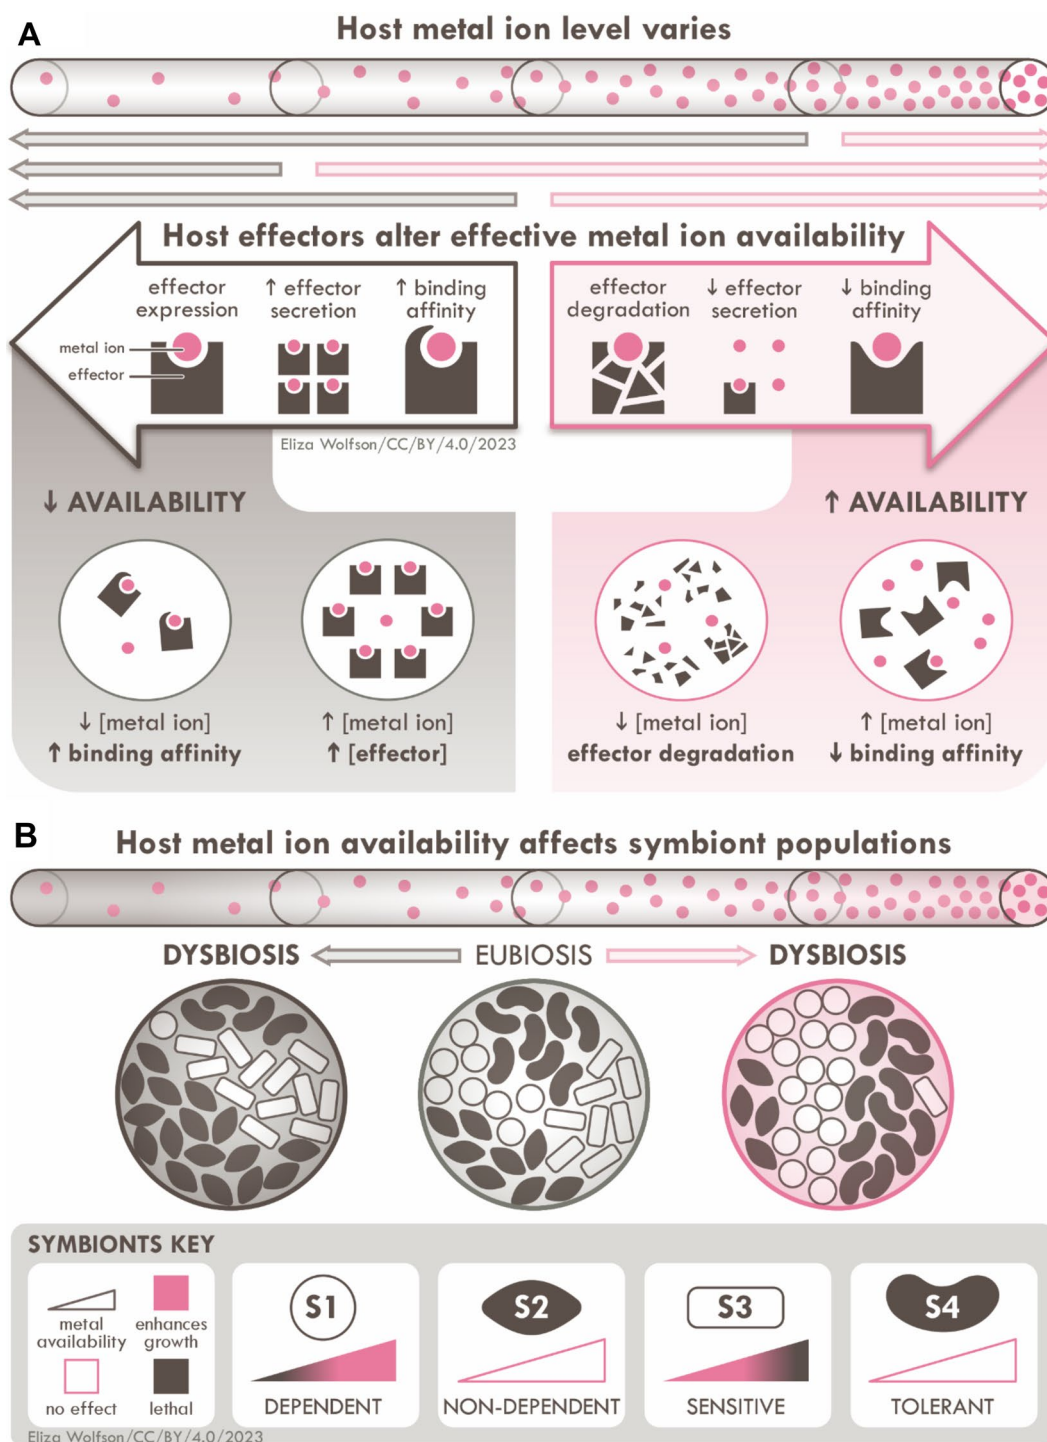 A
Host metal ion level varies
Host effectors alter effective metal ion availability
effector
expression
↑ effector
secretion
↑ binding
affinity
metal ion
effector
effector
degradation
↓ effector
secretion
↓ binding
affinity
Eliza Wolfson/CC/BY/4.0/2023
↓ AVAILABILITY
↑ AVAILABILITY
↓ [metal ion]
↑ binding affinity
↑ [metal ion]
↑ [effector]
↓ [metal ion]
effector degradation
↑ [metal ion]
↓ binding affinity
B
Host metal ion availability affects symbiont populations
DYSBIOSIS
EUBIOSIS
DYSBIOSIS
SYMBIONTS KEY
metal
availability
enhances
growth
no effect
lethal
S1
DEPENDENT
S2
NON-DEPENDENT
S3
SENSITIVE
S4
TOLERANT
Eliza Wolfson/CC/BY/4.0/2023